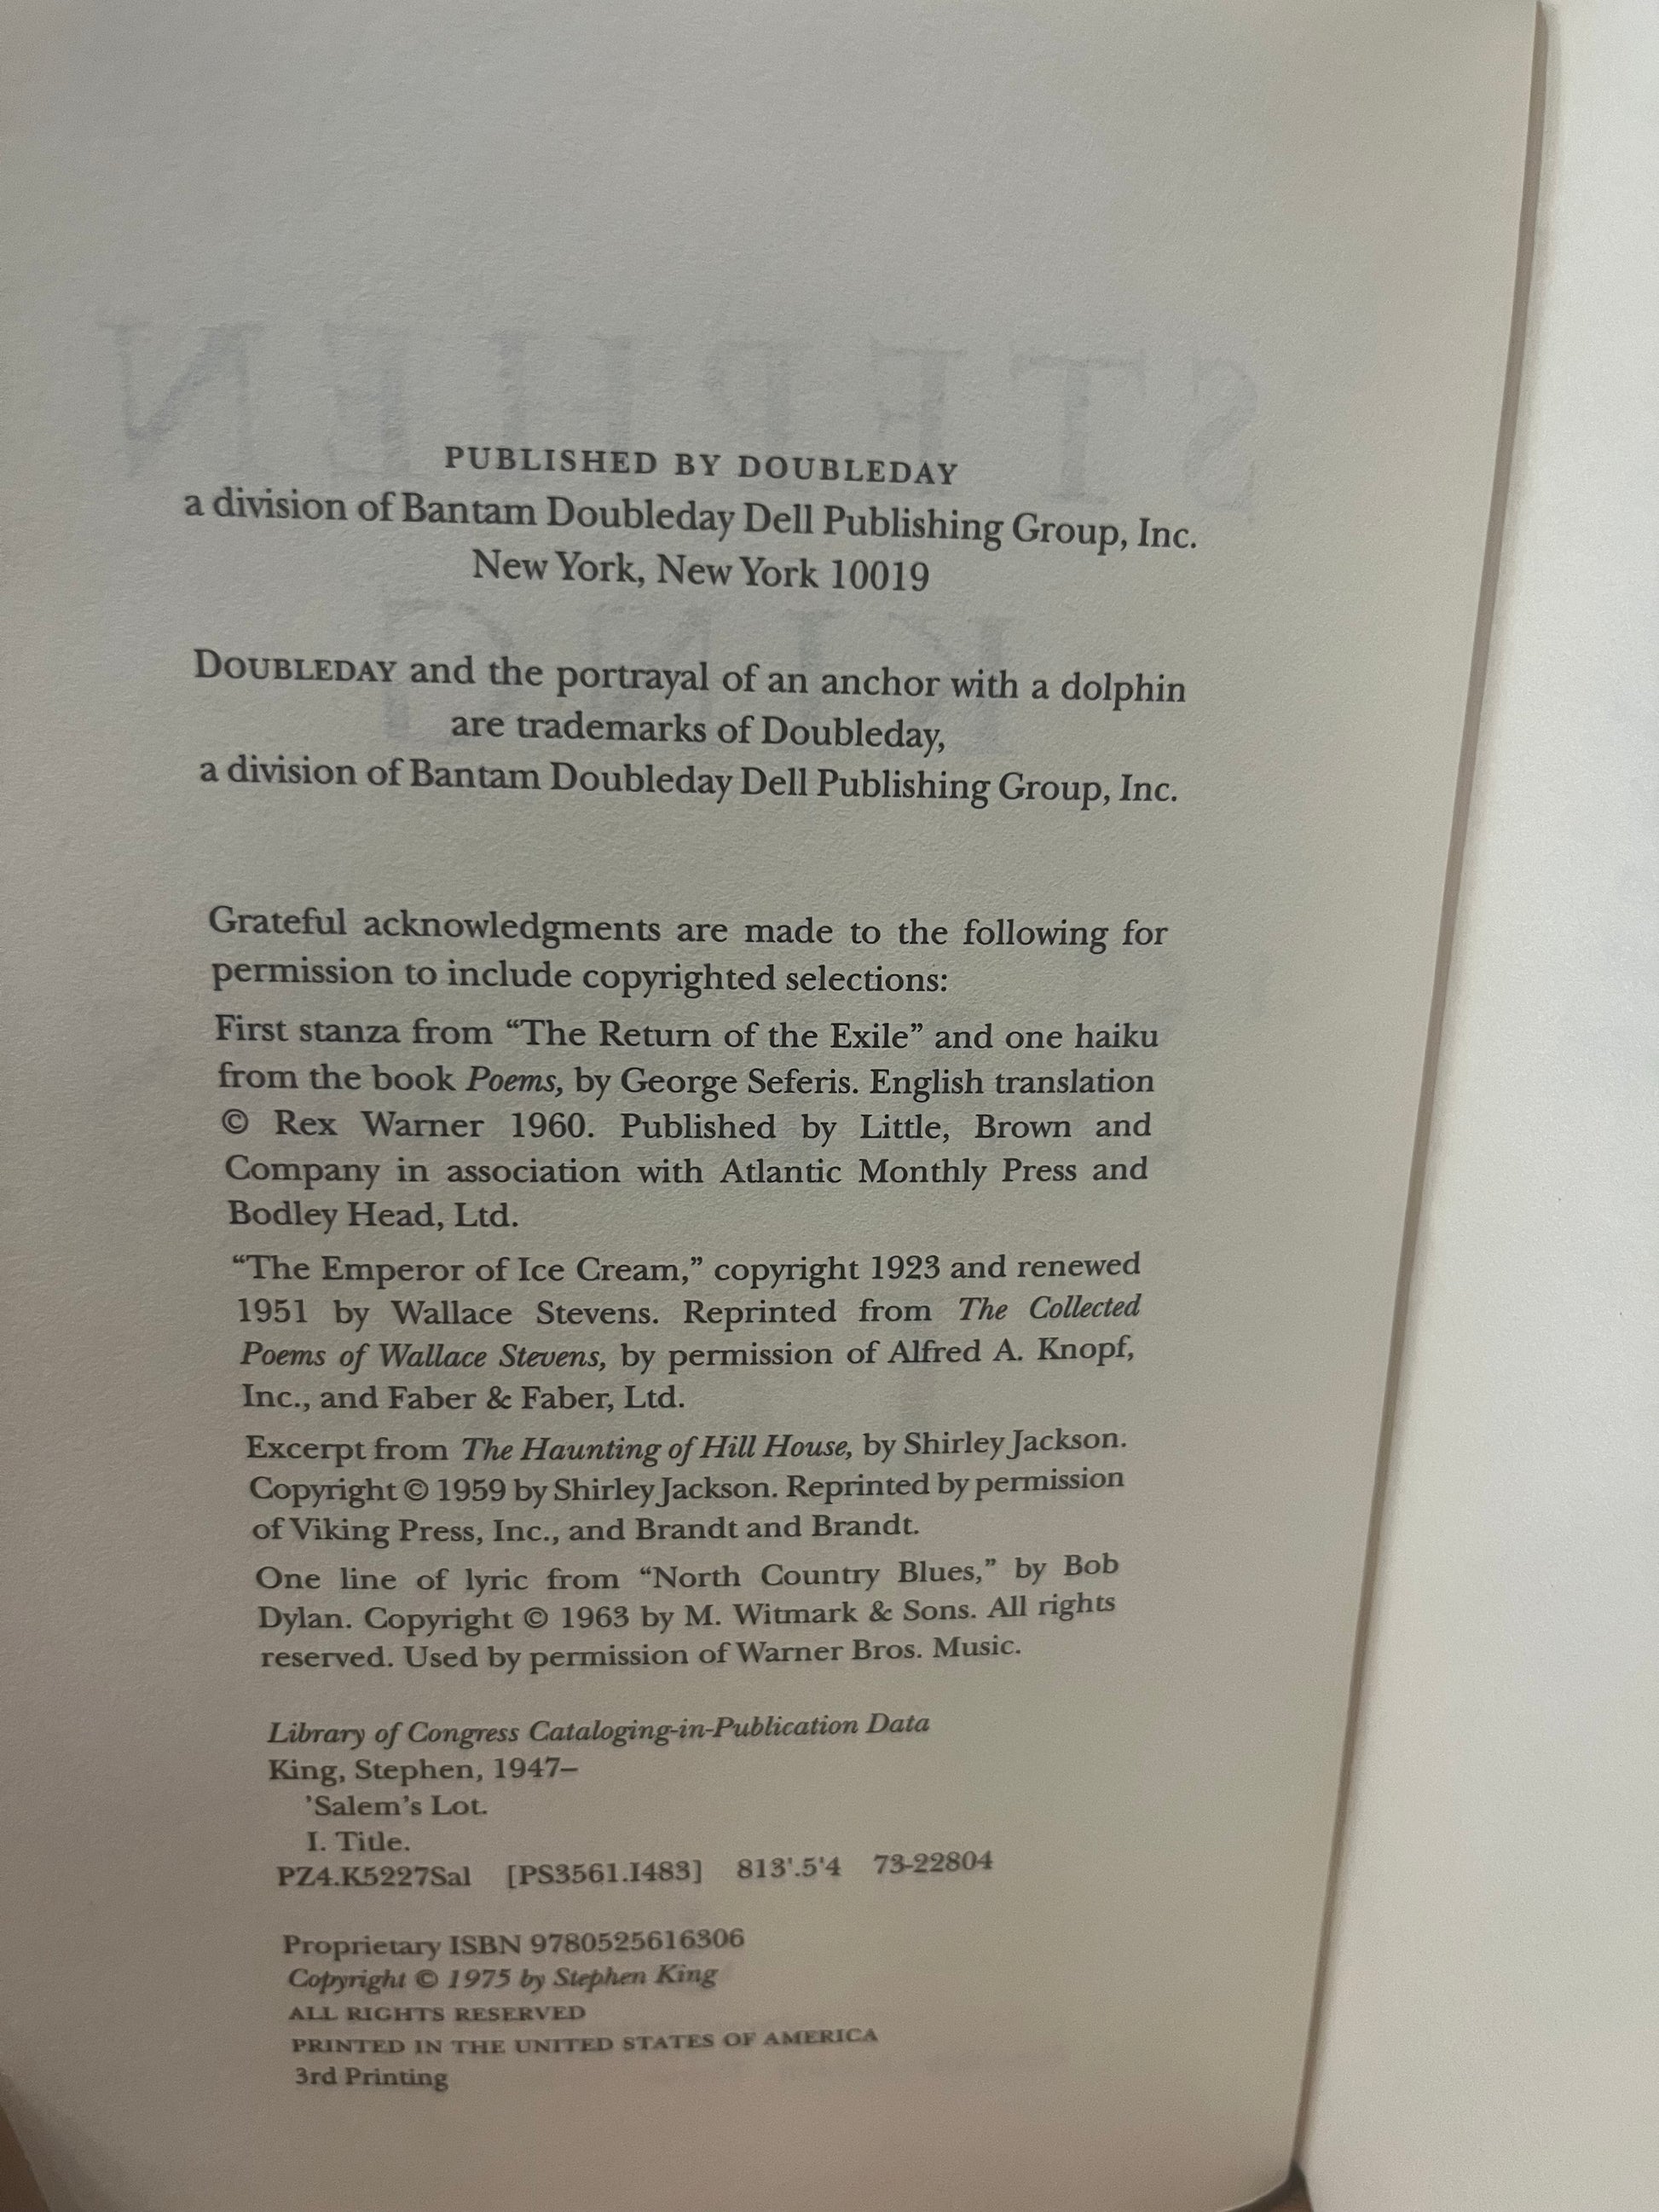 PUBLISHED BY DOUBLEDAY
a division of Bantam Doubleday Dell Publishing Group, Inc.
New York, New York 10019
DOUBLEDAY and the portrayal of an anchor with a dolphin
are trademarks of Doubleday,
a division of Bantam Doubleday Dell Publishing Group, Inc.
Grateful acknowledgments are made to the following for
permission to include copyrighted selections:
First stanza from “The Return of the Exile” and one haiku
from the book Poems, by George Seferis. English translation
© Rex Warner 1960. Published by Little, Brown and
Company in association with Atlantic Monthly Press and
Bodley Head, Ltd.
“The Emperor of Ice Cream,” copyright 1923 and renewed
1951 by Wallace Stevens. Reprinted from The Collected
Poems of Wallace Stevens, by permission of Alfred A. Knopf,
Inc., and Faber & Faber, Ltd.
Excerpt from The Haunting of Hill House, by Shirley Jackson.
Copyright © 1959 by Shirley Jackson. Reprinted by permission
of Viking Press, Inc., and Brandt and Brandt.
One line of lyric from “North Country Blues,” by Bob
Dylan. Copyright © 1963 by M. Witmark & Sons. All rights
reserved. Used by permission of Warner Bros. Music.
Library of Congress Cataloging-in-Publication Data
King, Stephen, 1947–
’Salem’s Lot.
I. Title.
PZ4.K5227Sal [PS3561.I483] 813'.5'4 73-22804
Proprietary ISBN 9780525616306
Copyright © 1975 by Stephen King
ALL RIGHTS RESERVED
PRINTED IN THE UNITED STATES OF AMERICA
3rd Printing